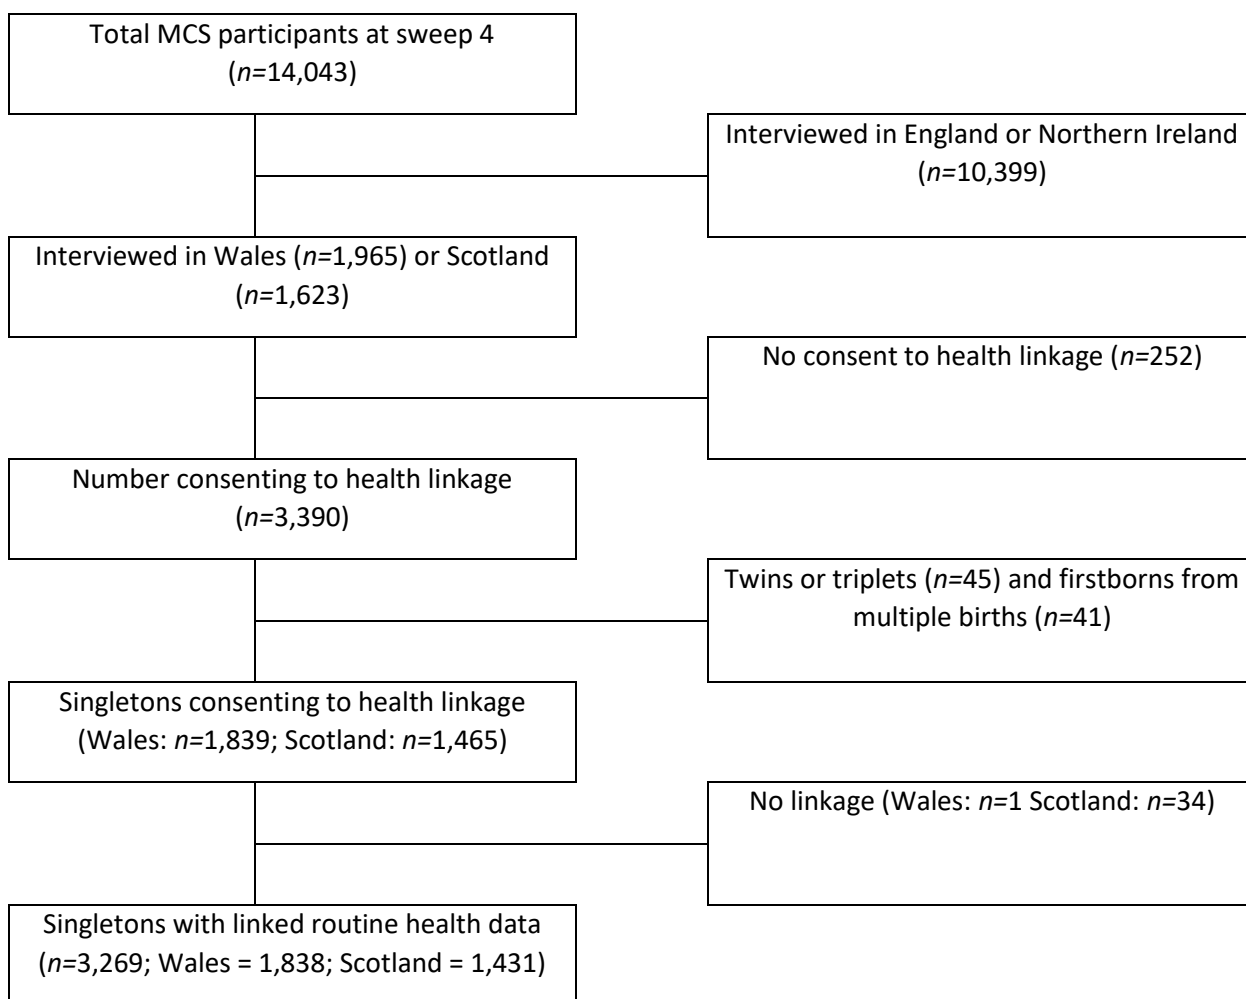 Total MCS participants at sweep 4
(n=14,043)
Interviewed in England or Northern Ireland
(n=10,399)
Interviewed in Wales (n=1,965) or Scotland
(n=1,623)
No consent to health linkage (n=252)
Number consenting to health linkage
(n=3,390)
Twins or triplets (n=45) and firstborns from
multiple births (n=41)
Singletons consenting to health linkage
(Wales: n=1,839; Scotland: n=1,465)
No linkage (Wales: n=1 Scotland: n=34)
Singletons with linked routine health data
(n=3,269; Wales = 1,838; Scotland = 1,431)